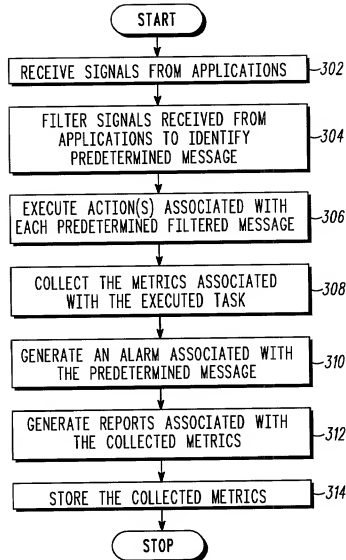 START
RECEIVE SIGNALS FROM APPLICATIONS
302
FILTER SIGNALS RECEIVED FROM
APPLICATIONS TO IDENTIFY
PREDETERMINED MESSAGE
304
EXECUTE ACTION(S) ASSOCIATED WITH
EACH PREDETERMINED FILTERED MESSAGE
306
COLLECT THE METRICS ASSOCIATED
WITH THE EXECUTED TASK
308
GENERATE AN ALARM ASSOCIATED WITH
THE PREDETERMINED MESSAGE
310
GENERATE REPORTS ASSOCIATED WITH
THE COLLECTED METRICS
312
STORE THE COLLECTED METRICS
314
STOP